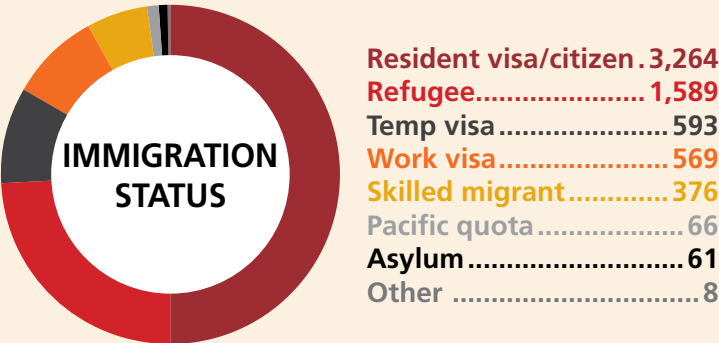 IMMIGRATION
STATUS
Resident visa/citizen . 3,264
Refugee...................... 1,589
Temp visa...................... 593
Work visa...................... 569
Skilled migrant............. 376
Pacific quota................... 66
Asylum............................ 61
Other ................................ 8